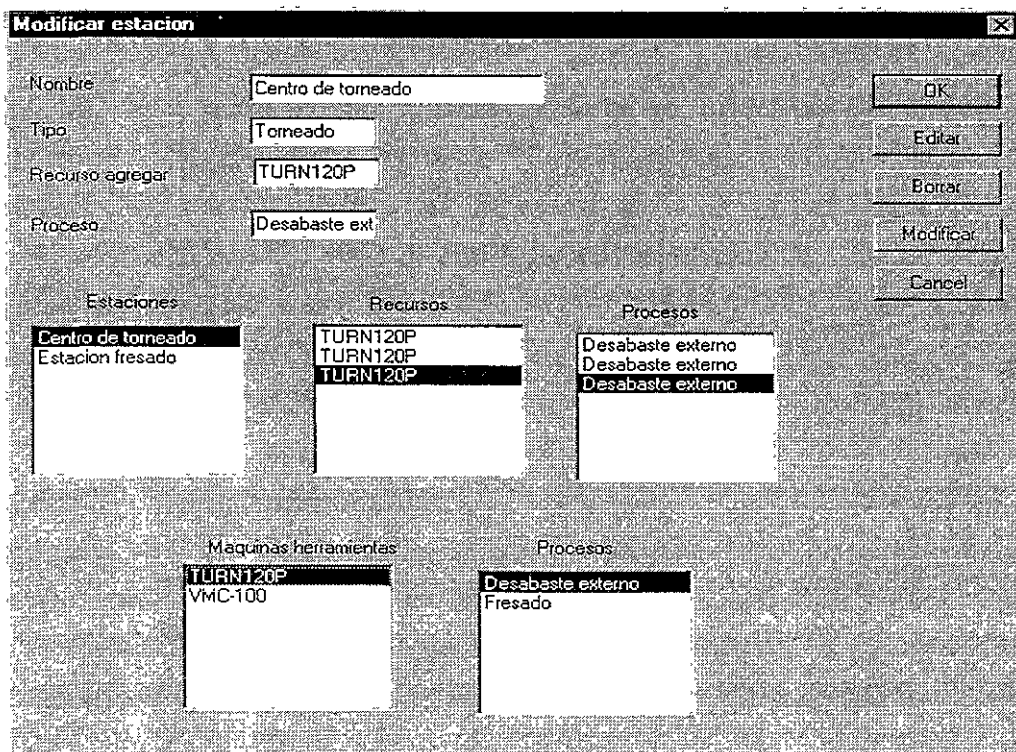 Modificar estacion
Nombre
Centro de torneado
OK
Tipo
Torneado
Editar
Recurso agregar
TURN120P
Borrar
Proceso
Desabaste ext
Modificar
Cancel
Estaciones
Recursos
Procesos
Centro de torneado
Estacion fresado
TURN120P
TURN120P
TURN120P
Desabaste externo
Desabaste externo
Desabaste externo
Maquinas herramientas
Procesos
TURN120P
VMC-100
Desabaste externo
Fresado